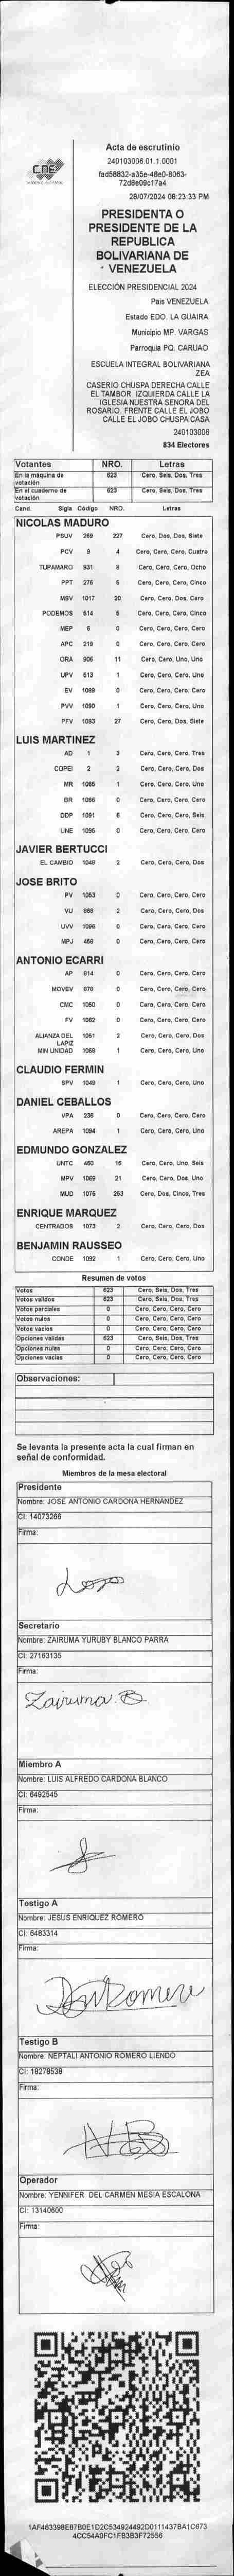 CNE
Acta de escrutinio
240103006.01.1.0001
fad58832-a35e-48e0-8063-
72d8e09c17a4
28/07/2024 08:23:33 PM
PRESIDENTA O
PRESIDENTE DE LA
REPUBLICA
BOLIVARIANA DE
VENEZUELA
ELECCIÓN PRESIDENCIAL 2024
Pais VENEZUELA
Estado EDO. LA GUAIRA
Municipio MP. VARGAS
Parroquia PQ. CARUAO
ESCUELA INTEGRAL BOLIVARIANA
ZEA
CASERIO CHUSPA DERECHA CALLE
EL TAMBOR. IZQUIERDA CALLE LA
IGLESIA NUESTRA SENORA DEL
ROSARIO. FRENTE CALLE EL JOBO
CALLE EL JOBO CHUSPA CASA
240103006
834 Electores
Votantes NRO. Letras
En la máquina de votación 623 Cero, Seis, Dos, Tres
En el cuaderno de votación 623 Cero, Seis, Dos, Tres
Cand. Sigla Código NRO. Letras
NICOLAS MADURO
PSUV 269 227 Cero, Dos, Dos, Siete
PCV 9 4 Cero, Cero, Cero, Cuatro
TUPAMARO 931 8 Cero, Cero, Cero, Ocho
PPT 276 5 Cero, Cero, Cero, Cinco
MSV 1017 20 Cero, Cero, Dos, Cero
PODEMOS 614 5 Cero, Cero, Cero, Cinco
MEP 6 0 Cero, Cero, Cero, Cero
APC 219 0 Cero, Cero, Cero, Cero
ORA 906 11 Cero, Cero, Uno, Uno
UPV 613 1 Cero, Cero, Cero, Uno
EV 1089 0 Cero, Cero, Cero, Cero
PVV 1090 1 Cero, Cero, Cero, Uno
PFV 1093 27 Cero, Cero, Dos, Siete
LUIS MARTINEZ
AD 1 3 Cero, Cero, Cero, Tres
COPEI 2 2 Cero, Cero, Cero, Dos
MR 1065 1 Cero, Cero, Cero, Uno
BR 1066 0 Cero, Cero, Cero, Cero
DDP 1091 6 Cero, Cero, Cero, Seis
UNE 1095 0 Cero, Cero, Cero, Cero
JAVIER BERTUCCI
EL CAMBIO 1048 2 Cero, Cero, Cero, Dos
JOSE BRITO
PV 1053 0 Cero, Cero, Cero, Cero
VU 868 2 Cero, Cero, Cero, Dos
UVV 1096 0 Cero, Cero, Cero, Cero
MPJ 459 0 Cero, Cero, Cero, Cero
ANTONIO ECARRI
AP 914 0 Cero, Cero, Cero, Cero
MOVEV 979 0 Cero, Cero, Cero, Cero
CMC 1050 0 Cero, Cero, Cero, Cero
FV 1062 0 Cero, Cero, Cero, Cero
ALIANZA DEL LAPIZ 1051 2 Cero, Cero, Cero, Dos
MIN UNIDAD 1068 1 Cero, Cero, Cero, Uno
CLAUDIO FERMIN
SPV 1049 1 Cero, Cero, Cero, Uno
DANIEL CEBALLOS
VPA 236 0 Cero, Cero, Cero, Cero
AREPA 1094 1 Cero, Cero, Cero, Uno
EDMUNDO GONZALEZ
UNTC 460 16 Cero, Cero, Uno, Seis
MPV 1069 21 Cero, Cero, Dos, Uno
MUD 1075 253 Cero, Dos, Cinco, Tres
ENRIQUE MARQUEZ
CENTRADOS 1073 2 Cero, Cero, Cero, Dos
BENJAMIN RAUSSEO
CONDE 1092 1 Cero, Cero, Cero, Uno
Resumen de votos
Votos 623 Cero, Seis, Dos, Tres
Votos validos 623 Cero, Seis, Dos, Tres
Votos parciales 0 Cero, Cero, Cero, Cero
Votos nulos 0 Cero, Cero, Cero, Cero
Votos vacios 0 Cero, Cero, Cero, Cero
Opciones validas 623 Cero, Seis, Dos, Tres
Opciones nulas 0 Cero, Cero, Cero, Cero
Opciones vacias 0 Cero, Cero, Cero, Cero
Observaciones:
Se levanta la presente acta la cual firman en
señal de conformidad.
Miembros de la mesa electoral
Presidente
Nombre: JOSE ANTONIO CARDONA HERNANDEZ
CI: 14073266
Firma:
Secretario
Nombre: ZAIRUMA YURUBY BLANCO PARRA
CI: 27163135
Firma:
Zairuma B
Miembro A
Nombre: LUIS ALFREDO CARDONA BLANCO
CI: 6492545
Firma:
Testigo A
Nombre: JESUS ENRIQUEZ ROMERO
CI: 6483314
Firma:
Testigo B
Nombre: NEPTALI ANTONIO ROMERO LIENDO
CI: 18278538
Firma:
Operador
Nombre: YENNIFER DEL CARMEN MESIA ESCALONA
CI: 13140600
Firma:
1AF463398E87B0E1D2C534924492D0111437BA1C673
4CC54A0FC1FB3B3F72556